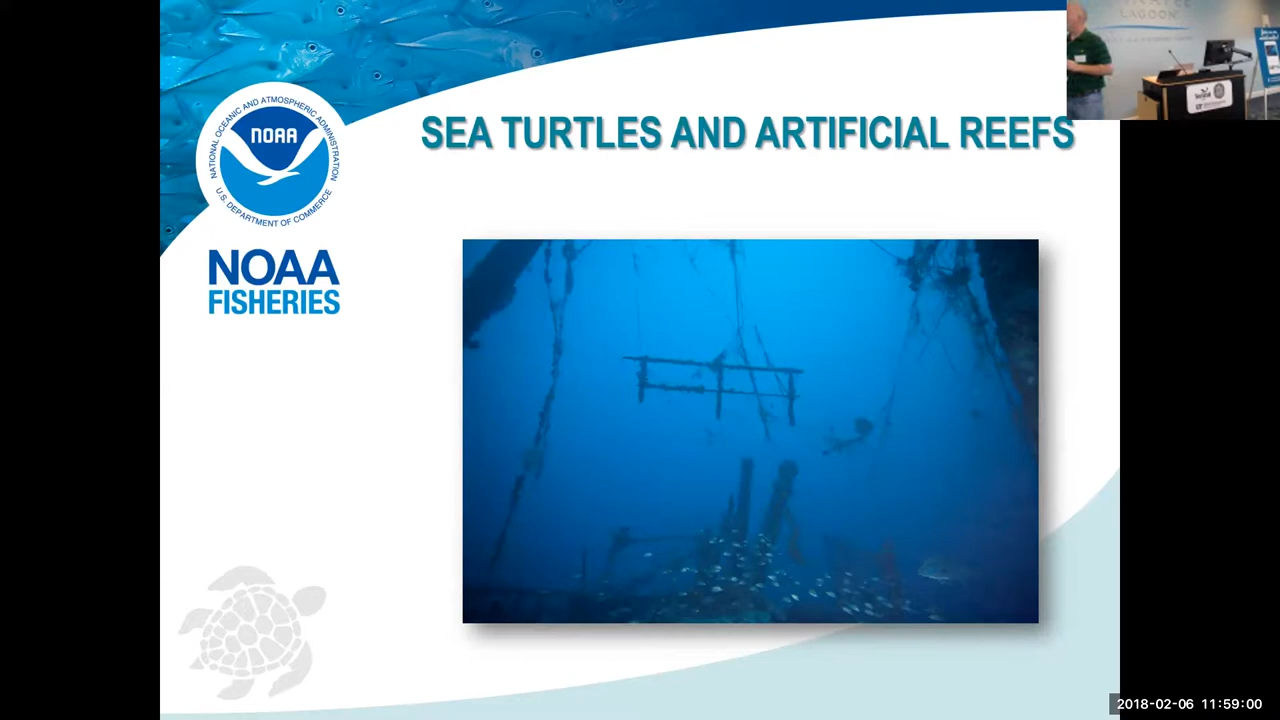 LAGOON
SEA TURTLES AND ARTIFICIAL REEFS
NATIONAL OCEANIC AND ATMOSPHERIC ADMINISTRATION
U.S. DEPARTMENT OF COMMERCE
NOAA
NOAA
FISHERIES
2018-02-06 11:59:00